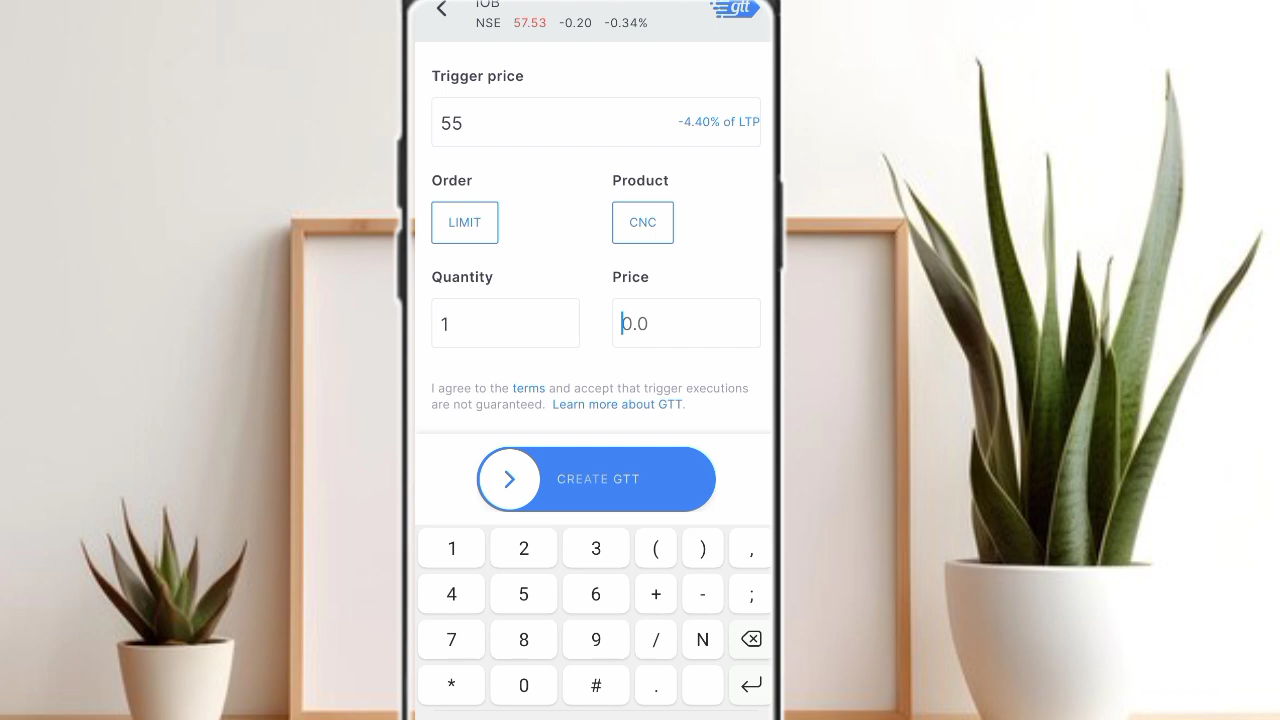 IOB
gtt
NSE 57.53 -0.20 -0.34%
Trigger price
55 -4.40% of LTP
Order Product
LIMIT CNC
Quantity Price
1 0.0
I agree to the terms and accept that trigger executions
are not guaranteed. Learn more about GTT.
CREATE GTT
1 2 3 ( ) ,
4 5 6 + - ;
7 8 9 / N
* 0 # .